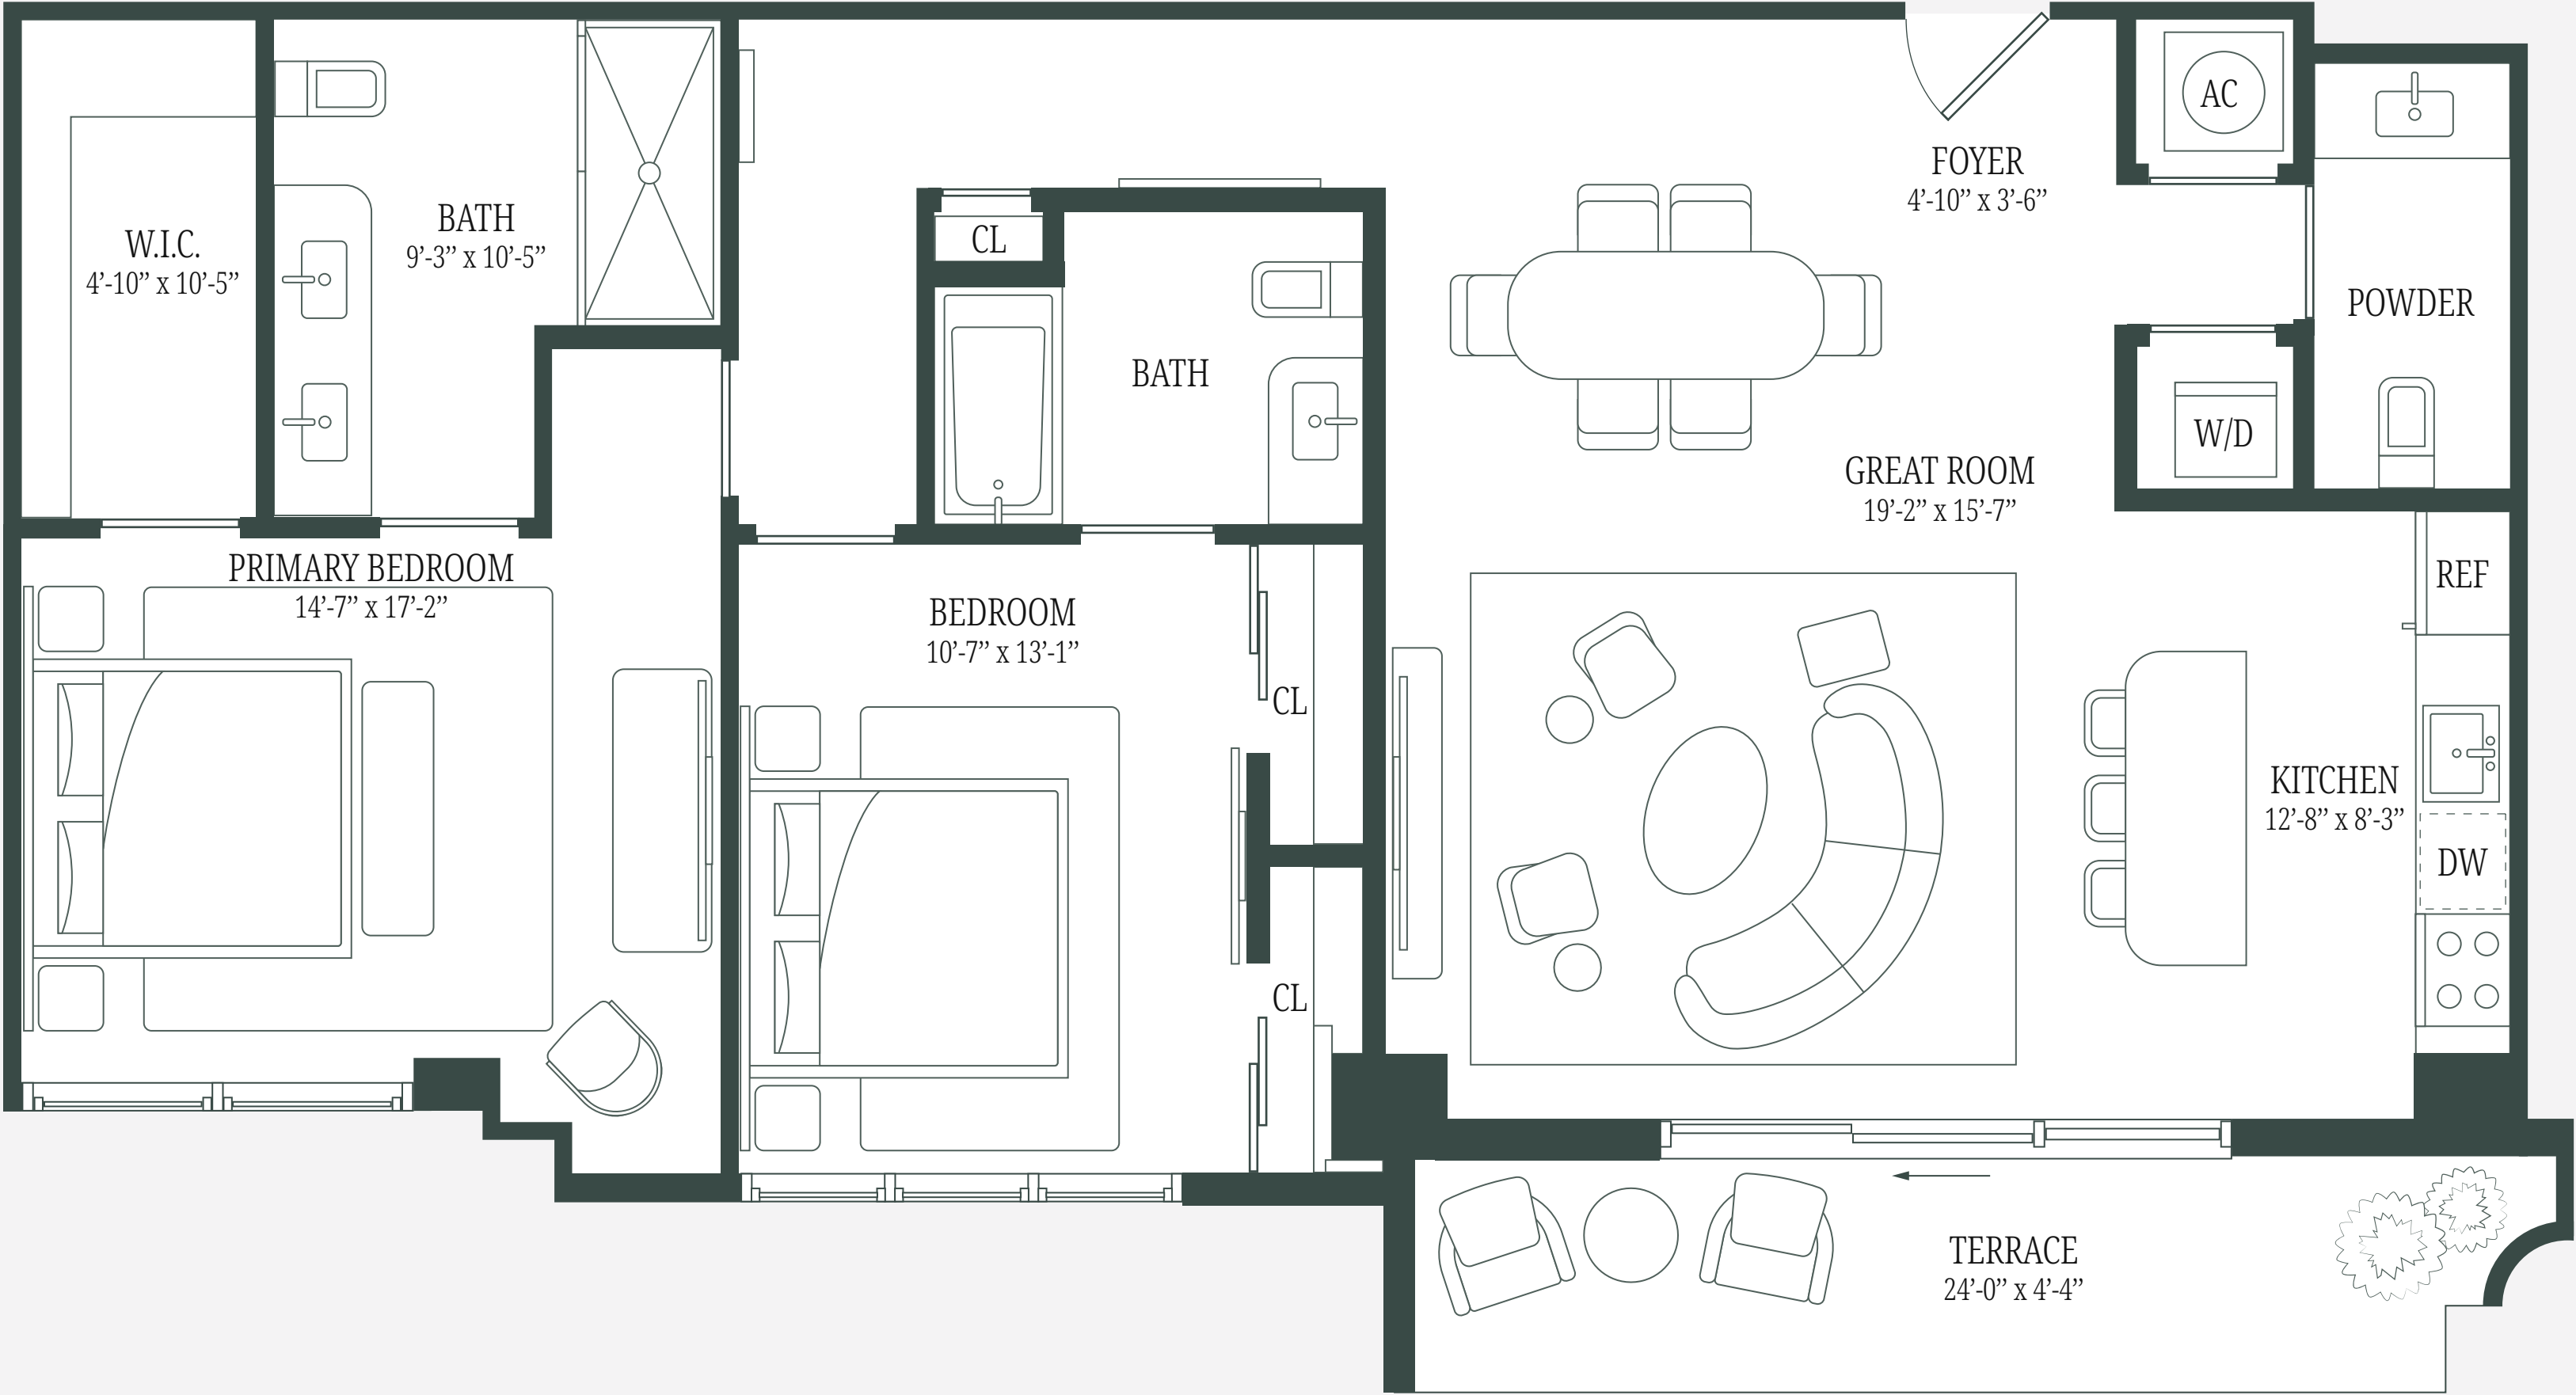 AC
FOYER
4’-10” x 3’-6”
W.I.C.
4’-10” x 10’-5”
BATH
9’-3” x 10’-5”
CL
POWDER
BATH
W/D
GREAT ROOM
19’-2” x 15’-7”
PRIMARY BEDROOM
14’-7” x 17’-2”
BEDROOM
10’-7” x 13’-1”
REF
CL
KITCHEN
12’-8” x 8’-3”
DW
CL
TERRACE
24’-0” x 4’-4”